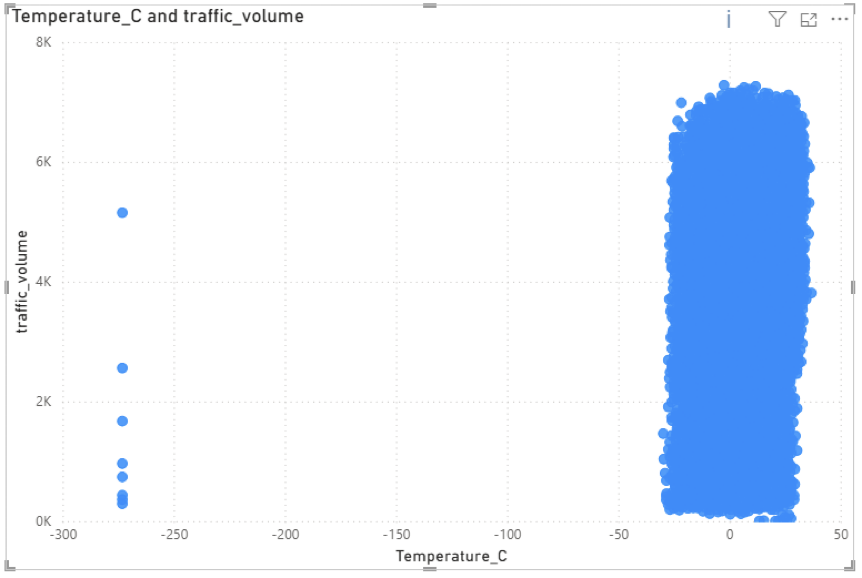 Temperature_C and traffic_volume
8K
6K
4K
2K
0K
traffic_volume
-300 -250 -200 -150 -100 -50 0 50
Temperature_C